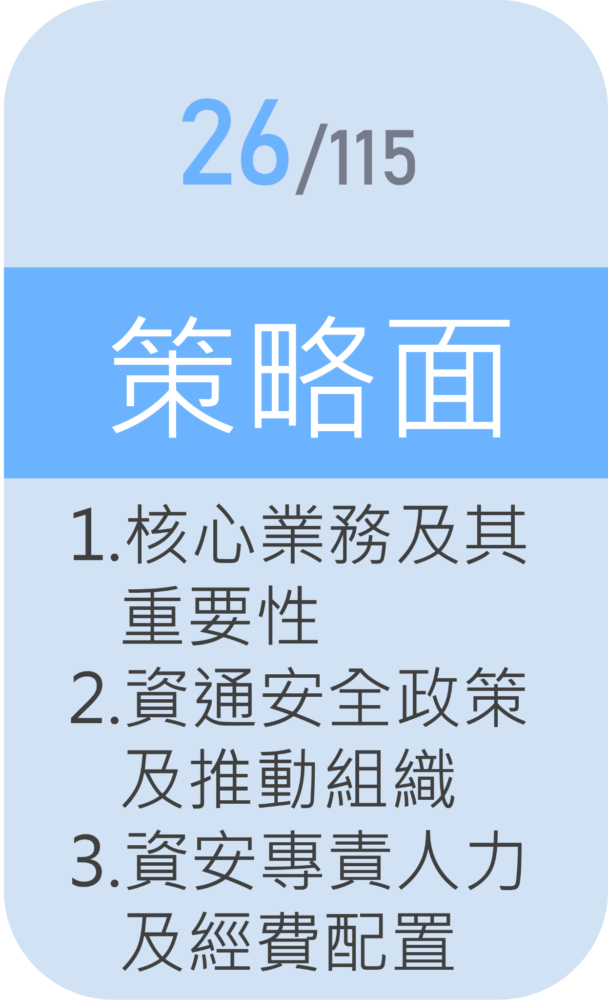 26/115
策略面
1.核心業務及其
重要性
2.資通安全政策
及推動組織
3.資安專責人力
及經費配置